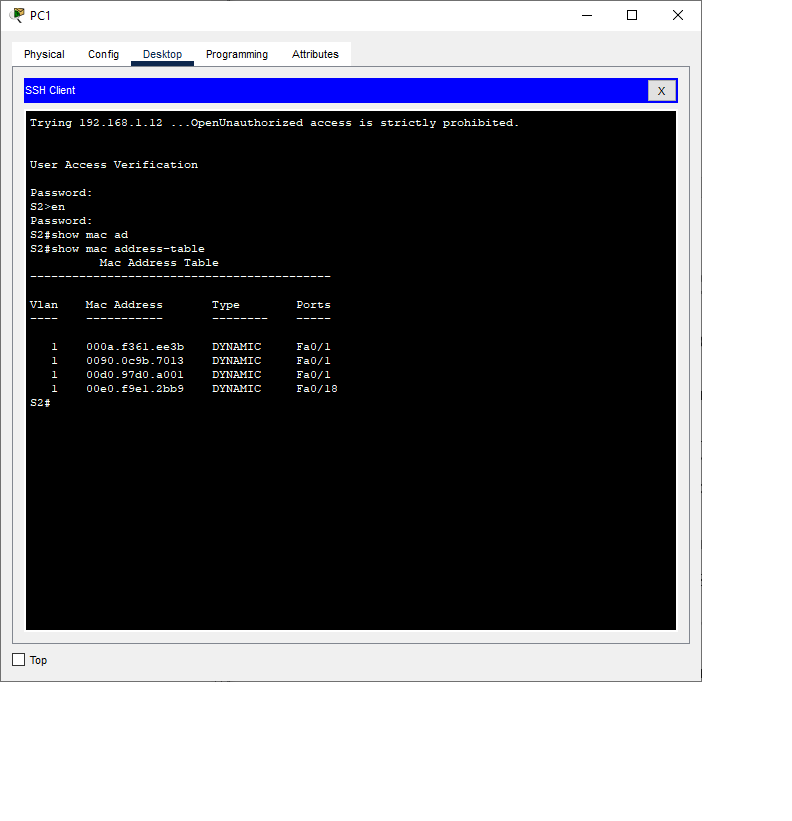 PC1
Physical Config Desktop Programming Attributes
SSH Client
X
Trying 192.168.1.12 ...OpenUnauthorized access is strictly prohibited.
User Access Verification
Password:
S2>en
Password:
S2#show mac ad
S2#show mac address-table
Mac Address Table
-------------------------------------------
Vlan Mac Address Type Ports
---- ----------- -------- -----
1 000a.f361.ee3b DYNAMIC Fa0/1
1 0090.0c9b.7013 DYNAMIC Fa0/1
1 00d0.97d0.a001 DYNAMIC Fa0/1
1 00e0.f9e1.2bb9 DYNAMIC Fa0/18
S2#
Top